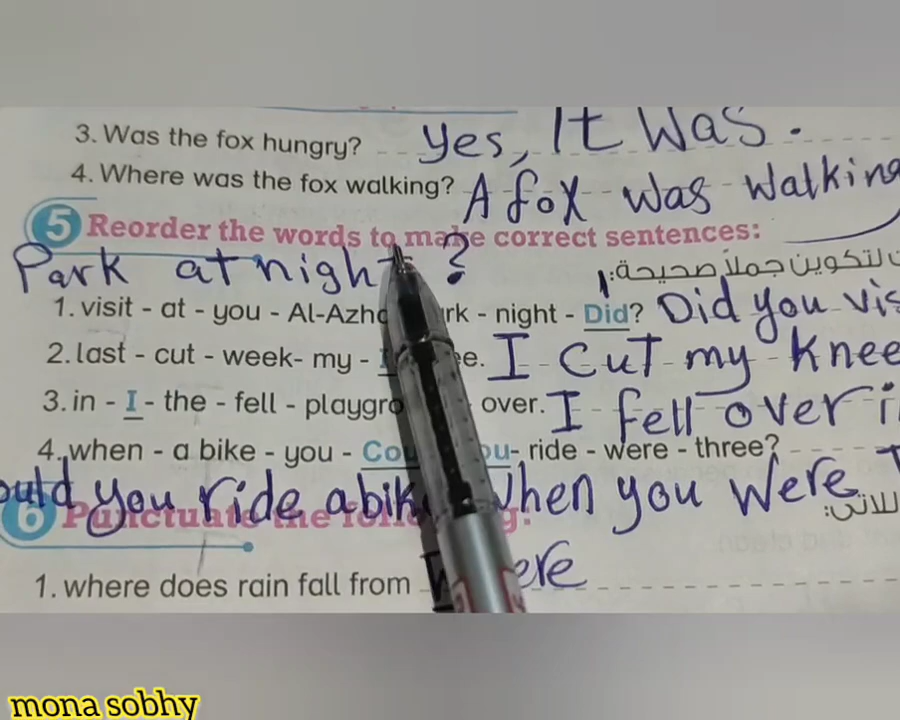 3. Was the fox hungry? Yes, It Was.
4. Where was the fox walking? A fox was walking
5 Reorder the words to make correct sentences:
Park at night?
لتكوين جملاً صحيحة:
1. visit - at - you - Al-Azha rk - night - Did? Did you vis
2. last - cut - week- my - e. I cut my knee
3. in - I - the - fell - playgro over. I fell over i
4. when - a bike - you - Cou ou- ride - were - three?
ould you ride a bike when you were
6 Punctuate the g:
1. where does rain fall from ere
mona sobhy